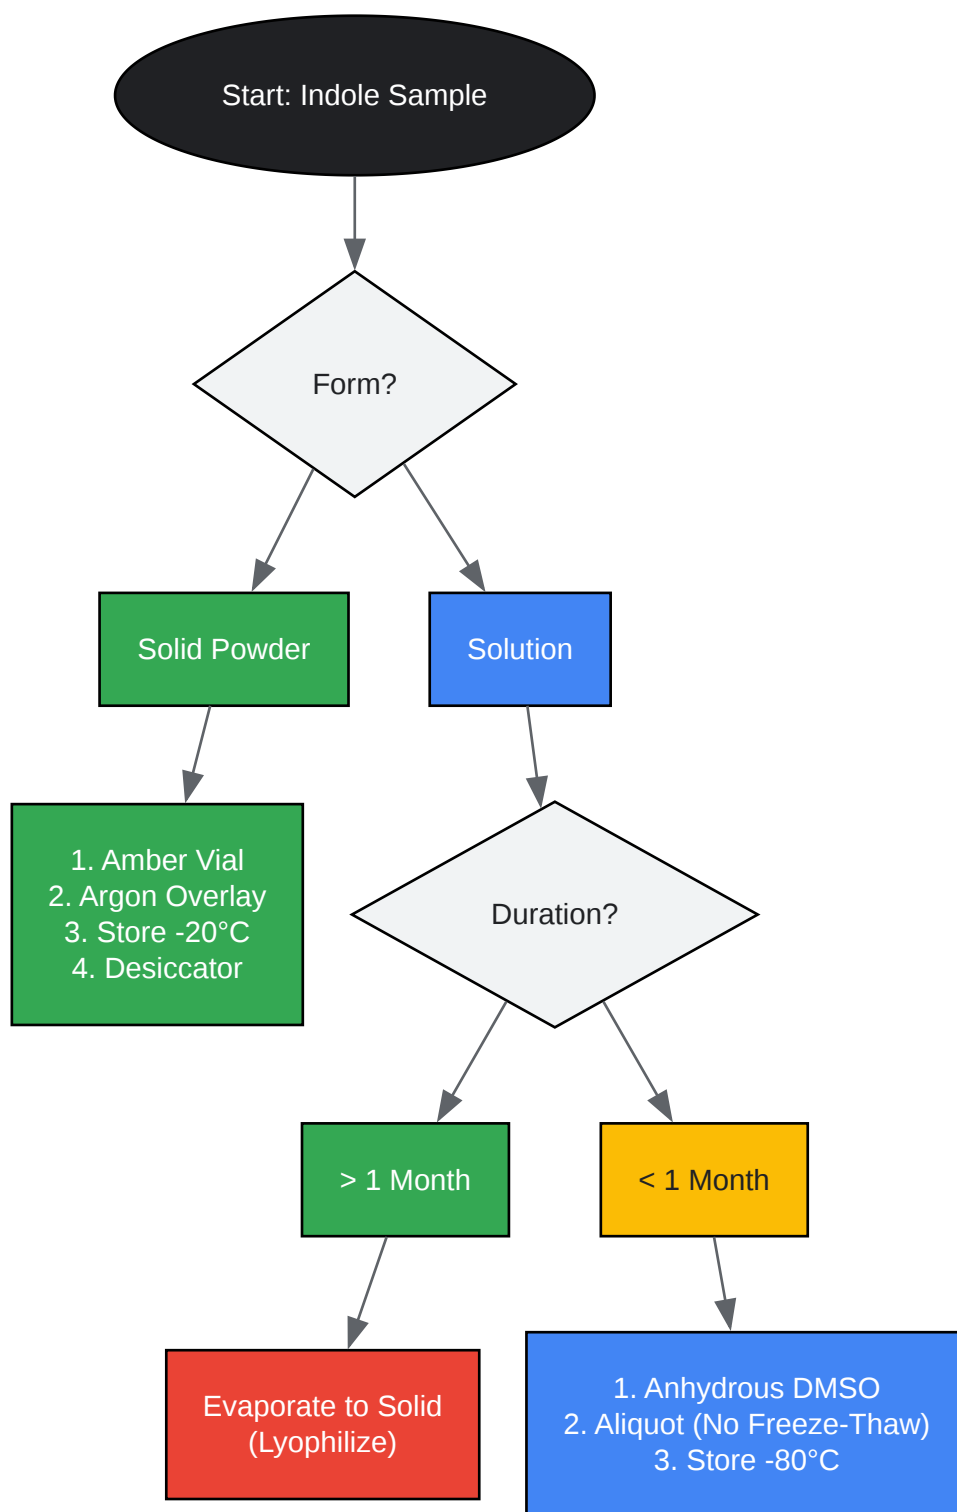 Start: Indole Sample
Form?
Solid Powder
Solution
1. Amber Vial
2. Argon Overlay
3. Store -20°C
4. Desiccator
Duration?
> 1 Month
< 1 Month
Evaporate to Solid
(Lyophilize)
1. Anhydrous DMSO
2. Aliquot (No Freeze-Thaw)
3. Store -80°C